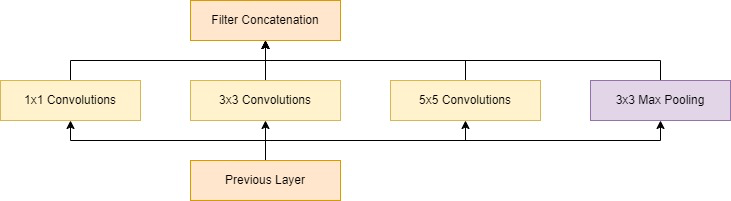 Filter Concatenation
1x1 Convolutions
3x3 Convolutions
5x5 Convolutions
3x3 Max Pooling
Previous Layer